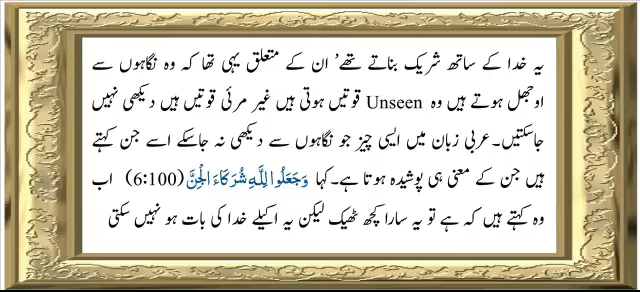 یہ خدا کے ساتھ شریک بناتے تھے’ ان کے متعلق یہی تھا کہ وہ نگاہوں سے
اوجھل ہوتے ہیں وہ Unseen قوتیں ہوتی ہیں غیر مرئی قوتیں ہیں دیکھی نہیں
جاسکتیں۔عربی زبان میں ایسی چیز جو نگاہوں سے دیکھی نہ جاسکے اسے جن کہتے
ہیں جن کے معنی ہی پوشیدہ ہوتا ہے۔کہا وَجَعَلُوا لِلَّهِ شُرَكَاءَ الْجِنَّ (6:100) اب
وہ کہتے ہیں کہ ہے تو یہ سارا کچھ ٹھیک لیکن یہ اکیلے خدا کی بات ہو نہیں سکتی